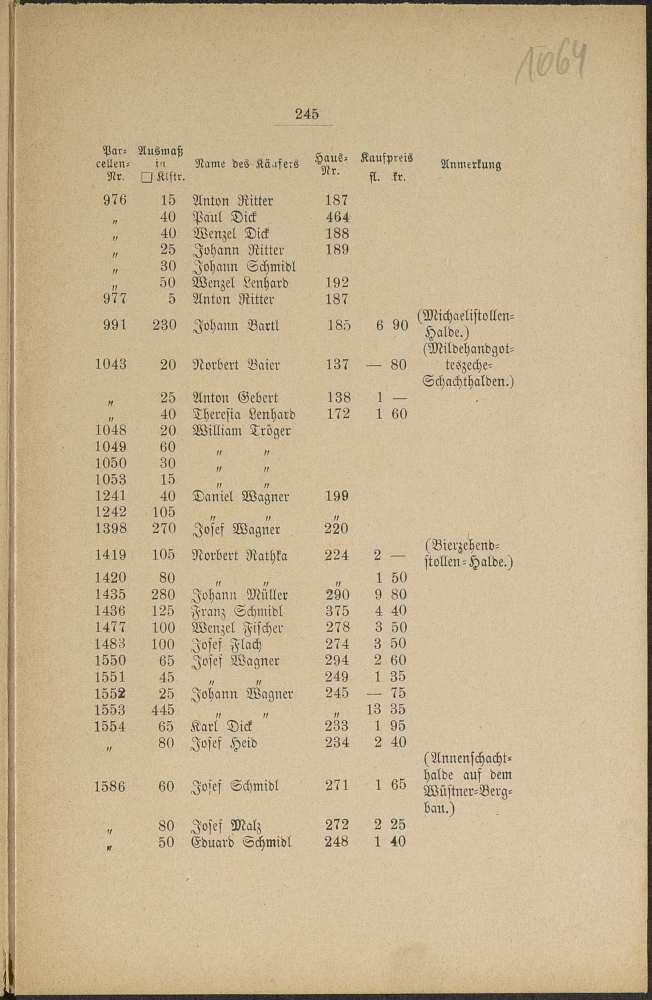 1064
245
Par= Ausmaß Haus= Kaufpreis
cellen= in Name des Käufers Anmerkung
Nr. □ Klftr. Nr. fl. kr.
976 15 Anton Ritter 187
„ 40 Paul Dick 464
„ 40 Wenzel Dick 188
„ 25 Johann Ritter 189
„ 30 Johann Schmidl
„ 50 Wenzel Lenhard 192
977 5 Anton Ritter 187
991 230 Johann Bartl 185 6 90 (Michaelistollen=
Halde.)
(Mildehandgot=
1043 20 Norbert Baier 137 — 80 teszeche=
Schachthalden.)
„ 25 Anton Gebert 138 1 —
„ 40 Theresia Lenhard 172 1 60
1048 20 William Tröger
1049 60 „ „
1050 30 „ „
1053 15 „ „
1241 40 Daniel Wagner 199
1242 105 „ „ „
1398 270 Josef Wagner 220
1419 105 Norbert Rathka 224 2 — (Vierzehend=
stollen=Halde.)
1420 80 „ „ „ 1 50
1435 280 Johann Müller 290 9 80
1436 125 Franz Schmidl 375 4 40
1477 100 Wenzel Fischer 278 3 50
1483 100 Josef Flach 274 3 50
1550 65 Josef Wagner 294 2 60
1551 45 „ „ 249 1 35
1552 25 Johann Wagner 245 — 75
1553 445 „ „ „ 13 35
1554 65 Karl Dick 233 1 95
„ 80 Josef Heid 234 2 40
(Annenschacht=
halde auf dem
1586 60 Josef Schmidl 271 1 65 Wüstner=Berg=
bau.)
„ 80 Josef Malz 272 2 25
„ 50 Eduard Schmidl 248 1 40